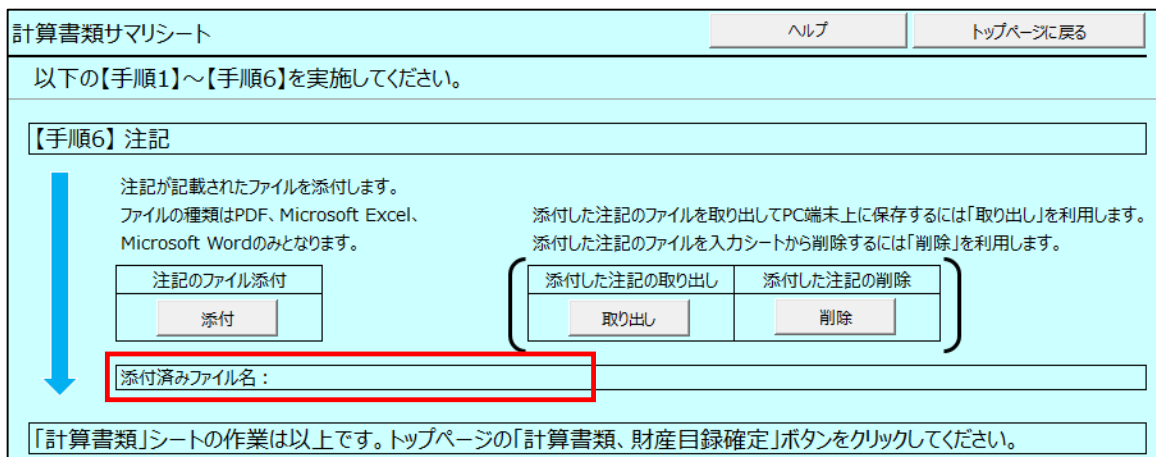 計算書類サマリシート
ヘルプ
トップページに戻る
以下の【手順1】～【手順6】を実施してください。
【手順6】 注記
注記が記載されたファイルを添付します。
ファイルの種類はPDF、Microsoft Excel、
Microsoft Wordのみとなります。
添付した注記のファイルを取り出してPC端末上に保存するには「取り出し」を利用します。
添付した注記のファイルを入力シートから削除するには「削除」を利用します。
注記のファイル添付
添付
添付した注記の取り出し
添付した注記の削除
取り出し
削除
添付済みファイル名：
「計算書類」シートの作業は以上です。トップページの「計算書類、財産目録確定」ボタンをクリックしてください。